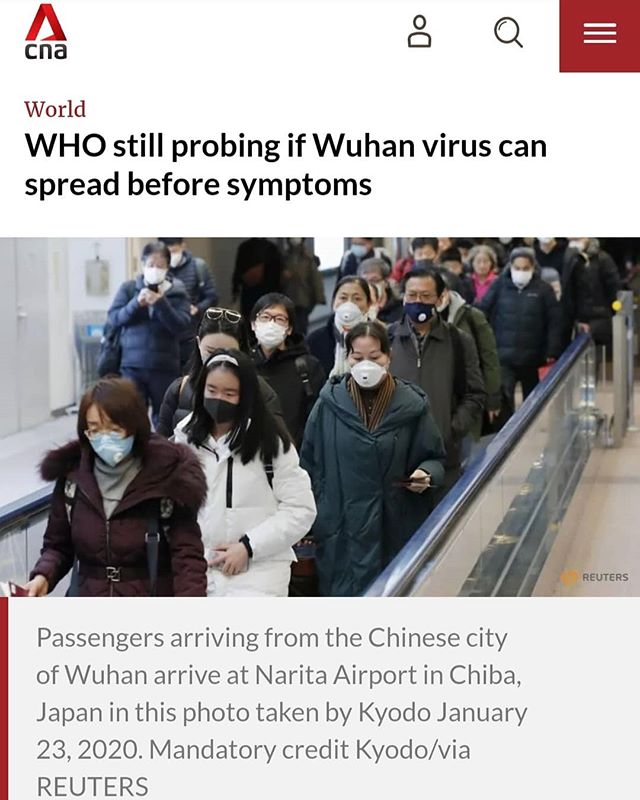 cna
World
WHO still probing if Wuhan virus can
spread before symptoms
REUTERS
Passengers arriving from the Chinese city
of Wuhan arrive at Narita Airport in Chiba,
Japan in this photo taken by Kyodo January
23, 2020. Mandatory credit Kyodo/via
REUTERS